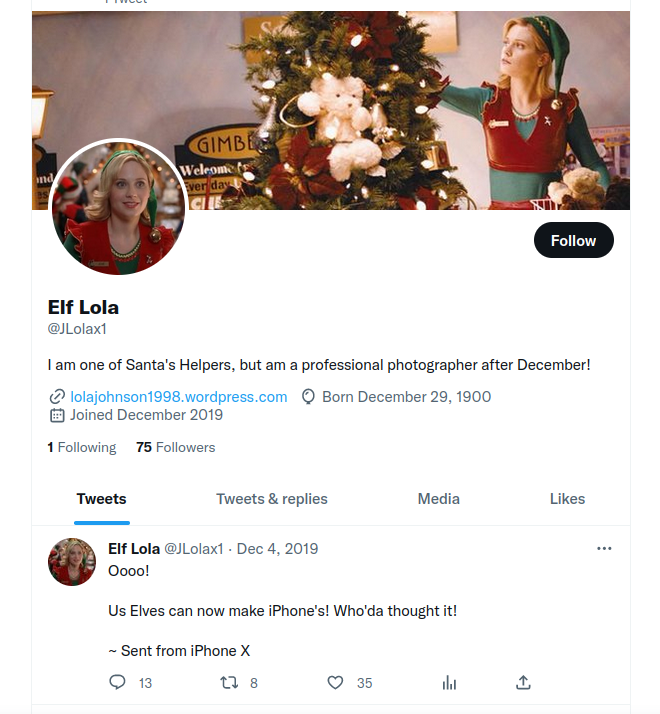 1 Tweet
Sa
GIMBE
Welcome
Everyday
Follow
Elf Lola
@JLolax1
I am one of Santa's Helpers, but am a professional photographer after December!
lolajohnson1998.wordpress.com Born December 29, 1900
Joined December 2019
1 Following 75 Followers
Tweets Tweets & replies Media Likes
Elf Lola @JLolax1 · Dec 4, 2019 ...
Oooo!
Us Elves can now make iPhone's! Who'da thought it!
~ Sent from iPhone X
13 8 35